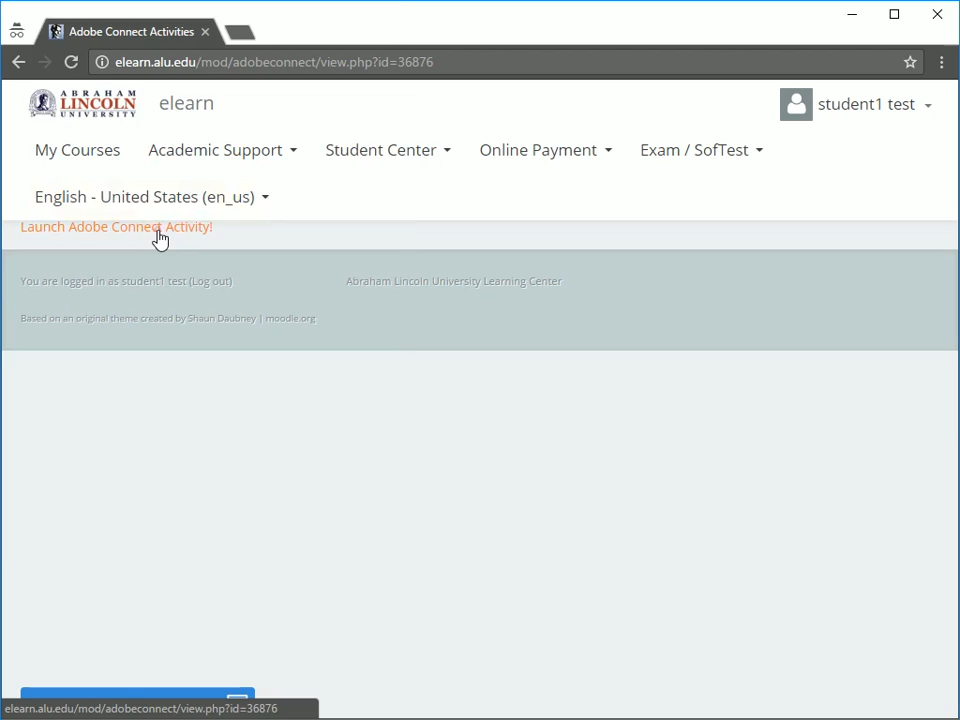 Adobe Connect Activities
elearn.alu.edu/mod/adobeconnect/view.php?id=36876
ABRAHAM
LINCOLN
UNIVERSITY
elearn
student1 test
My Courses
Academic Support
Student Center
Online Payment
Exam / SofTest
English - United States (en_us)
Launch Adobe Connect Activity!
You are logged in as student1 test (Log out)
Abraham Lincoln University Learning Center
Based on an original theme created by Shaun Daubney | moodle.org
elearn.alu.edu/mod/adobeconnect/view.php?id=36876